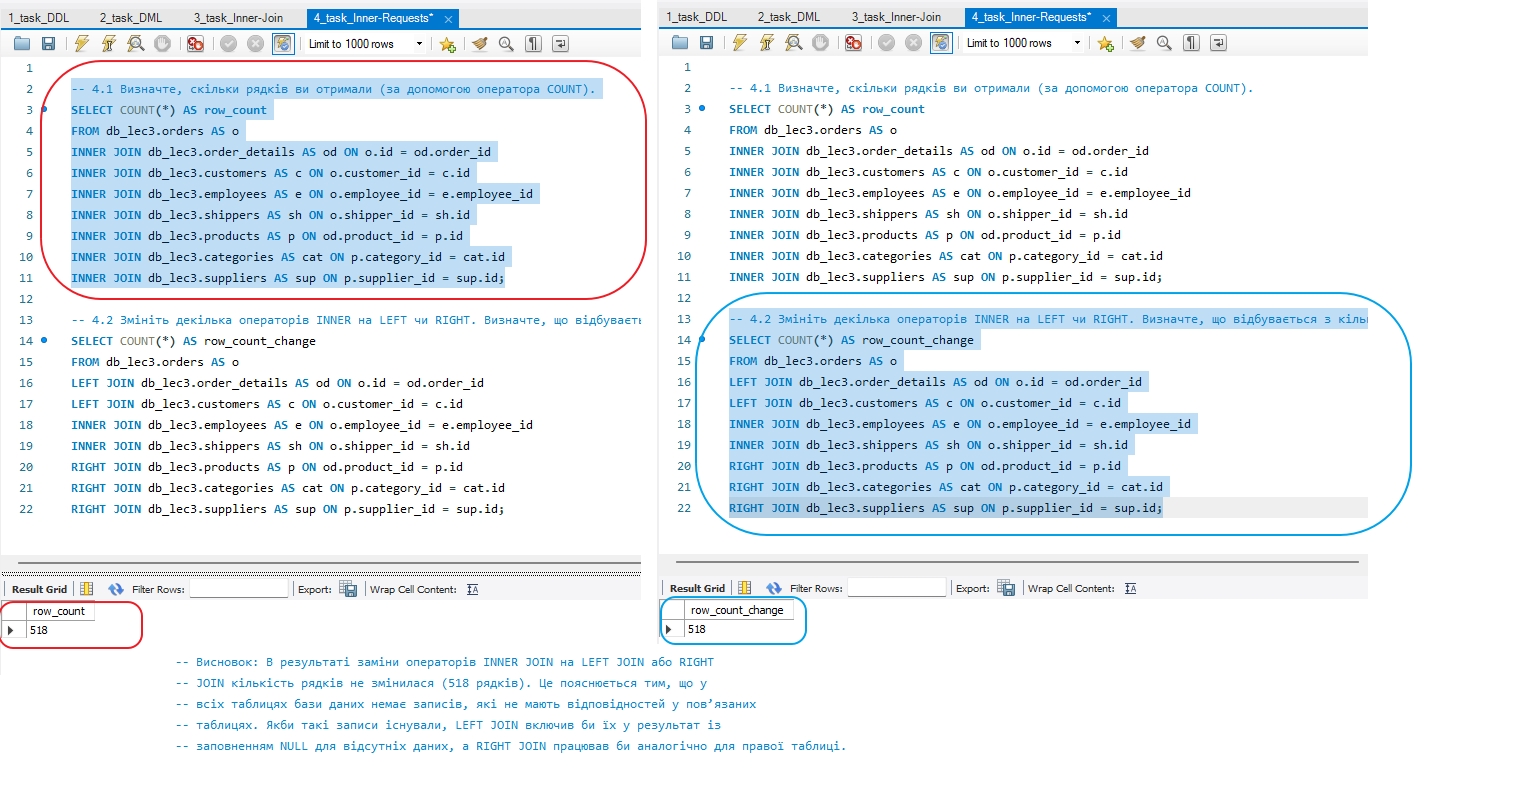 1_task_DDL 2_task_DML 3_task_Inner-Join 4_task_Inner-Requests*
Limit to 1000 rows
1
2 -- 4.1 Визначте, скільки рядків ви отримали (за допомогою оператора COUNT).
3 SELECT COUNT(*) AS row_count
4 FROM db_lec3.orders AS o
5 INNER JOIN db_lec3.order_details AS od ON o.id = od.order_id
6 INNER JOIN db_lec3.customers AS c ON o.customer_id = c.id
7 INNER JOIN db_lec3.employees AS e ON o.employee_id = e.employee_id
8 INNER JOIN db_lec3.shippers AS sh ON o.shipper_id = sh.id
9 INNER JOIN db_lec3.products AS p ON od.product_id = p.id
10 INNER JOIN db_lec3.categories AS cat ON p.category_id = cat.id
11 INNER JOIN db_lec3.suppliers AS sup ON p.supplier_id = sup.id;
12
13 -- 4.2 Змініть декілька операторів INNER на LEFT чи RIGHT. Визначте, що відбуваєть
14 SELECT COUNT(*) AS row_count_change
15 FROM db_lec3.orders AS o
16 LEFT JOIN db_lec3.order_details AS od ON o.id = od.order_id
17 LEFT JOIN db_lec3.customers AS c ON o.customer_id = c.id
18 INNER JOIN db_lec3.employees AS e ON o.employee_id = e.employee_id
19 INNER JOIN db_lec3.shippers AS sh ON o.shipper_id = sh.id
20 RIGHT JOIN db_lec3.products AS p ON od.product_id = p.id
21 RIGHT JOIN db_lec3.categories AS cat ON p.category_id = cat.id
22 RIGHT JOIN db_lec3.suppliers AS sup ON p.supplier_id = sup.id;
Result Grid Filter Rows: Export: Wrap Cell Content:
row_count
518
1_task_DDL 2_task_DML 3_task_Inner-Join 4_task_Inner-Requests*
Limit to 1000 rows
1
2 -- 4.1 Визначте, скільки рядків ви отримали (за допомогою оператора COUNT).
3 SELECT COUNT(*) AS row_count
4 FROM db_lec3.orders AS o
5 INNER JOIN db_lec3.order_details AS od ON o.id = od.order_id
6 INNER JOIN db_lec3.customers AS c ON o.customer_id = c.id
7 INNER JOIN db_lec3.employees AS e ON o.employee_id = e.employee_id
8 INNER JOIN db_lec3.shippers AS sh ON o.shipper_id = sh.id
9 INNER JOIN db_lec3.products AS p ON od.product_id = p.id
10 INNER JOIN db_lec3.categories AS cat ON p.category_id = cat.id
11 INNER JOIN db_lec3.suppliers AS sup ON p.supplier_id = sup.id;
12
13 -- 4.2 Змініть декілька операторів INNER на LEFT чи RIGHT. Визначте, що відбувається з кіль
14 SELECT COUNT(*) AS row_count_change
15 FROM db_lec3.orders AS o
16 LEFT JOIN db_lec3.order_details AS od ON o.id = od.order_id
17 LEFT JOIN db_lec3.customers AS c ON o.customer_id = c.id
18 INNER JOIN db_lec3.employees AS e ON o.employee_id = e.employee_id
19 INNER JOIN db_lec3.shippers AS sh ON o.shipper_id = sh.id
20 RIGHT JOIN db_lec3.products AS p ON od.product_id = p.id
21 RIGHT JOIN db_lec3.categories AS cat ON p.category_id = cat.id
22 RIGHT JOIN db_lec3.suppliers AS sup ON p.supplier_id = sup.id;
Result Grid Filter Rows: Export: Wrap Cell Content:
row_count_change
518
-- Висновок: В результаті заміни операторів INNER JOIN на LEFT JOIN або RIGHT
-- JOIN кількість рядків не змінилася (518 рядків). Це пояснюється тим, що у
-- всіх таблицях бази даних немає записів, які не мають відповідностей у пов’язаних
-- таблицях. Якби такі записи існували, LEFT JOIN включив би їх у результат із
-- заповненням NULL для відсутніх даних, а RIGHT JOIN працював би аналогічно для правої таблиці.